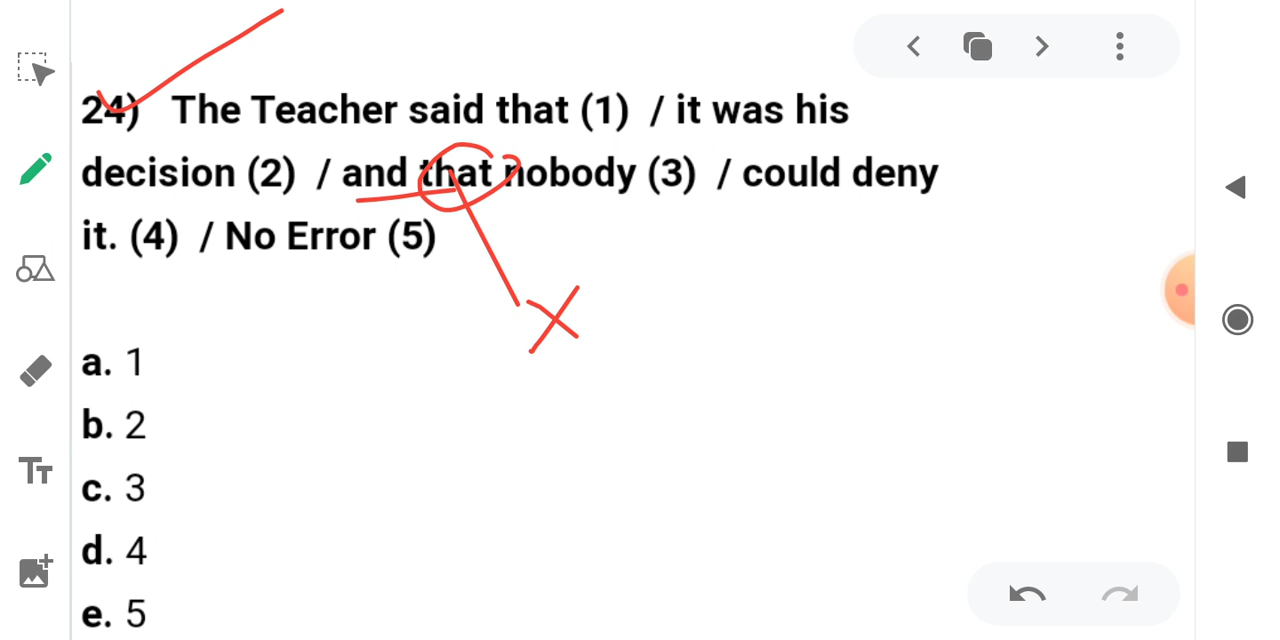 24) The Teacher said that (1) / it was his
decision (2) / and that nobody (3) / could deny
it. (4) / No Error (5)
a. 1
b. 2
c. 3
d. 4
e. 5